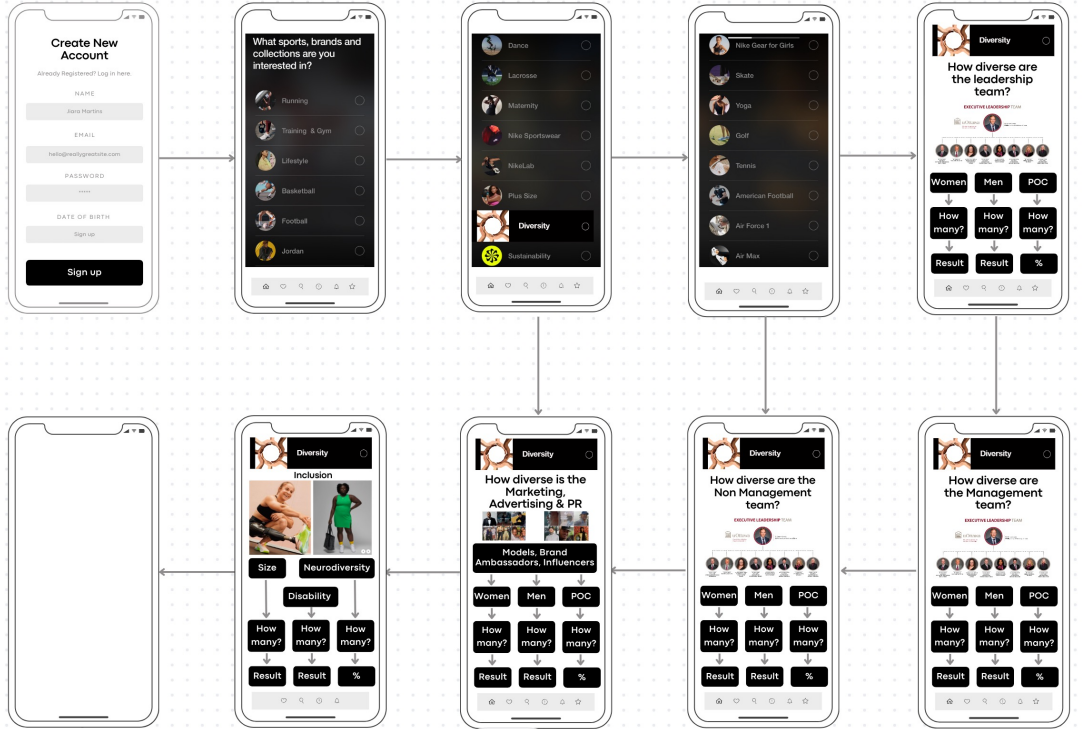 Create New
Account
Already Registered? Log in here.
NAME
Jiara Martins
EMAIL
hello@reallygreatsite.com
PASSWORD
*****
DATE OF BIRTH
Sign up
Sign up
What sports, brands and
collections are you
interested in?
Running
Training & Gym
Lifestyle
Basketball
Football
Jordan
Dance
Lacrosse
Maternity
Nike Sportswear
NikeLab
Plus Size
Diversity
Sustainability
Nike Gear for Girls
Skate
Yoga
Golf
Tennis
American Football
Air Force 1
Air Max
Diversity
How diverse are
the leadership
team?
EXECUTIVE LEADERSHIP TEAM
Women Men POC
How many? How many? How many?
Result Result %
Diversity
Inclusion
Size Neurodiversity
Disability
How many? How many? How many?
Result Result %
Diversity
How diverse is the
Marketing,
Advertising & PR
Models, Brand
Ambassadors, Influencers
Women Men POC
How many? How many? How many?
Result Result %
Diversity
How diverse are the
Non Management
team?
EXECUTIVE LEADERSHIP TEAM
Women Men POC
How many? How many? How many?
Result Result %
Diversity
How diverse are
the Management
team?
EXECUTIVE LEADERSHIP TEAM
Women Men POC
How many? How many? How many?
Result Result %